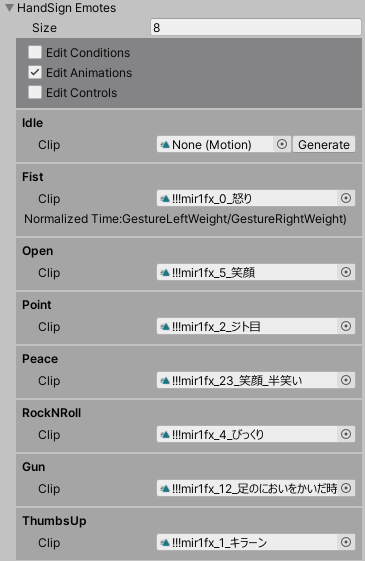 HandSign Emotes
Size 8
Edit Conditions
Edit Animations
Edit Controls
Idle
Clip None (Motion) Generate
Fist
Clip !!!mir1fx_0_怒り
Normalized Time:GestureLeftWeight/GestureRightWeight)
Open
Clip !!!mir1fx_5_笑顔
Point
Clip !!!mir1fx_2_ジト目
Peace
Clip !!!mir1fx_23_笑顔_半笑い
RockNRoll
Clip !!!mir1fx_4_びっくり
Gun
Clip !!!mir1fx_12_足のにおいをかいだ時
ThumbsUp
Clip !!!mir1fx_1_キラーン